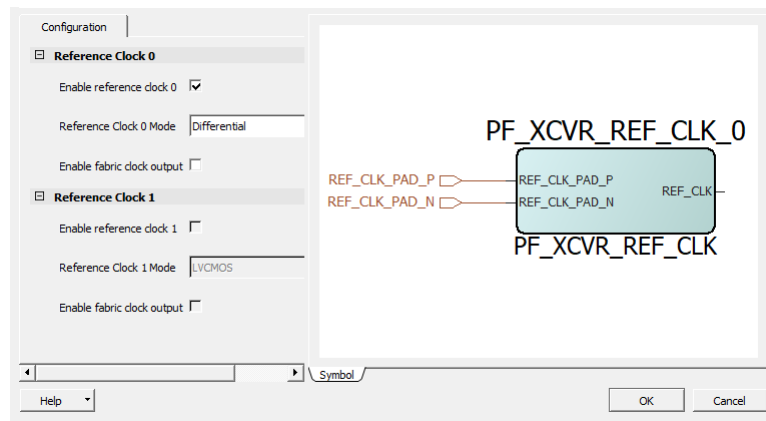 Configuration
Reference Clock 0
Enable reference clock 0
Reference Clock 0 Mode Differential
Enable fabric clock output
Reference Clock 1
Enable reference clock 1
Reference Clock 1 Mode LVCMOS
Enable fabric clock output
PF_XCVR_REF_CLK_0
REF_CLK_PAD_P REF_CLK_PAD_P
REF_CLK
REF_CLK_PAD_N REF_CLK_PAD_N
PF_XCVR_REF_CLK
Symbol
Help OK Cancel